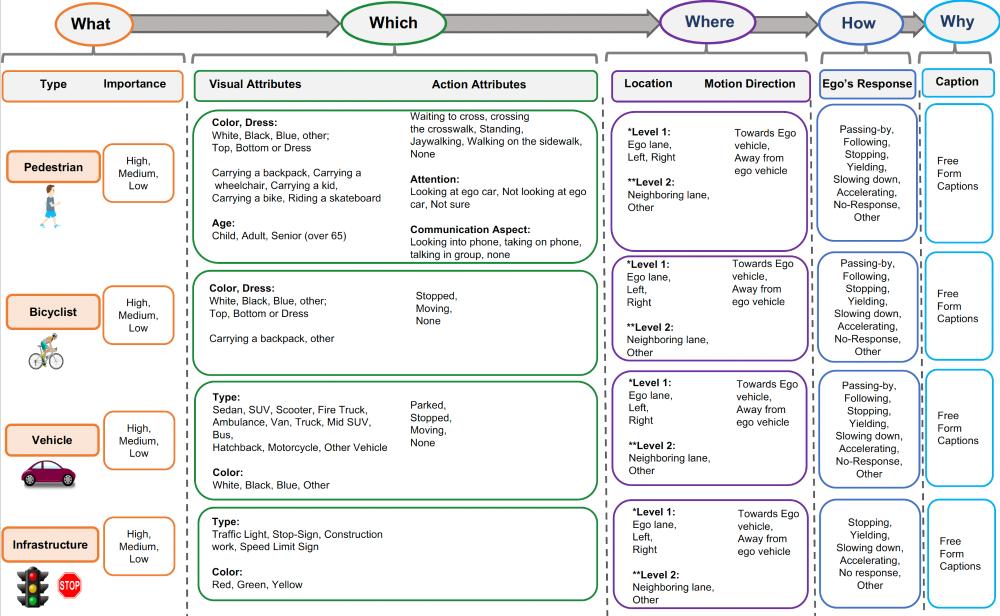 What
Which
Where
How
Why
Type
Importance
Visual Attributes
Action Attributes
Location
Motion Direction
Ego's Response
Caption
Pedestrian
High,
Medium,
Low
Color, Dress:
White, Black, Blue, other;
Top, Bottom or Dress
Carrying a backpack, Carrying a
wheelchair, Carrying a kid,
Carrying a bike, Riding a skateboard
Age:
Child, Adult, Senior (over 65)
Waiting to cross, crossing
the crosswalk, Standing,
Jaywalking, Walking on the sidewalk,
None
Attention:
Looking at ego car, Not looking at ego
car, Not sure
Communication Aspect:
Looking into phone, taking on phone,
talking in group, none
*Level 1:
Ego lane,
Left, Right
**Level 2:
Neighboring lane,
Other
Towards Ego
vehicle,
Away from
ego vehicle
Passing-by,
Following,
Stopping,
Yielding,
Slowing down,
Accelerating,
No-Response,
Other
Free
Form
Captions
Bicyclist
High,
Medium,
Low
Color, Dress:
White, Black, Blue, other;
Top, Bottom or Dress
Carrying a backpack, other
Stopped,
Moving,
None
*Level 1:
Ego lane,
Left,
Right
**Level 2:
Neighboring lane,
Other
Towards Ego
vehicle,
Away from
ego vehicle
Passing-by,
Following,
Stopping,
Yielding,
Slowing down,
Accelerating,
No-Response,
Other
Free
Form
Captions
Vehicle
High,
Medium,
Low
Type:
Sedan, SUV, Scooter, Fire Truck,
Ambulance, Van, Truck, Mid SUV,
Bus,
Hatchback, Motorcycle, Other Vehicle
Color:
White, Black, Blue, Other
Parked,
Stopped,
Moving,
None
*Level 1:
Ego lane,
Left,
Right
**Level 2:
Neighboring lane,
Other
Towards Ego
vehicle,
Away from
ego vehicle
Passing-by,
Following,
Stopping,
Yielding,
Slowing down,
Accelerating,
No-Response,
Other
Free
Form
Captions
Infrastructure
STOP
High,
Medium,
Low
Type:
Traffic Light, Stop-Sign, Construction
work, Speed Limit Sign
Color:
Red, Green, Yellow
*Level 1:
Ego lane,
Left,
Right
**Level 2:
Neighboring lane,
Other
Towards Ego
vehicle,
Away from
ego vehicle
Stopping,
Yielding,
Slowing down,
Accelerating,
No response,
Other
Free
Form
Captions